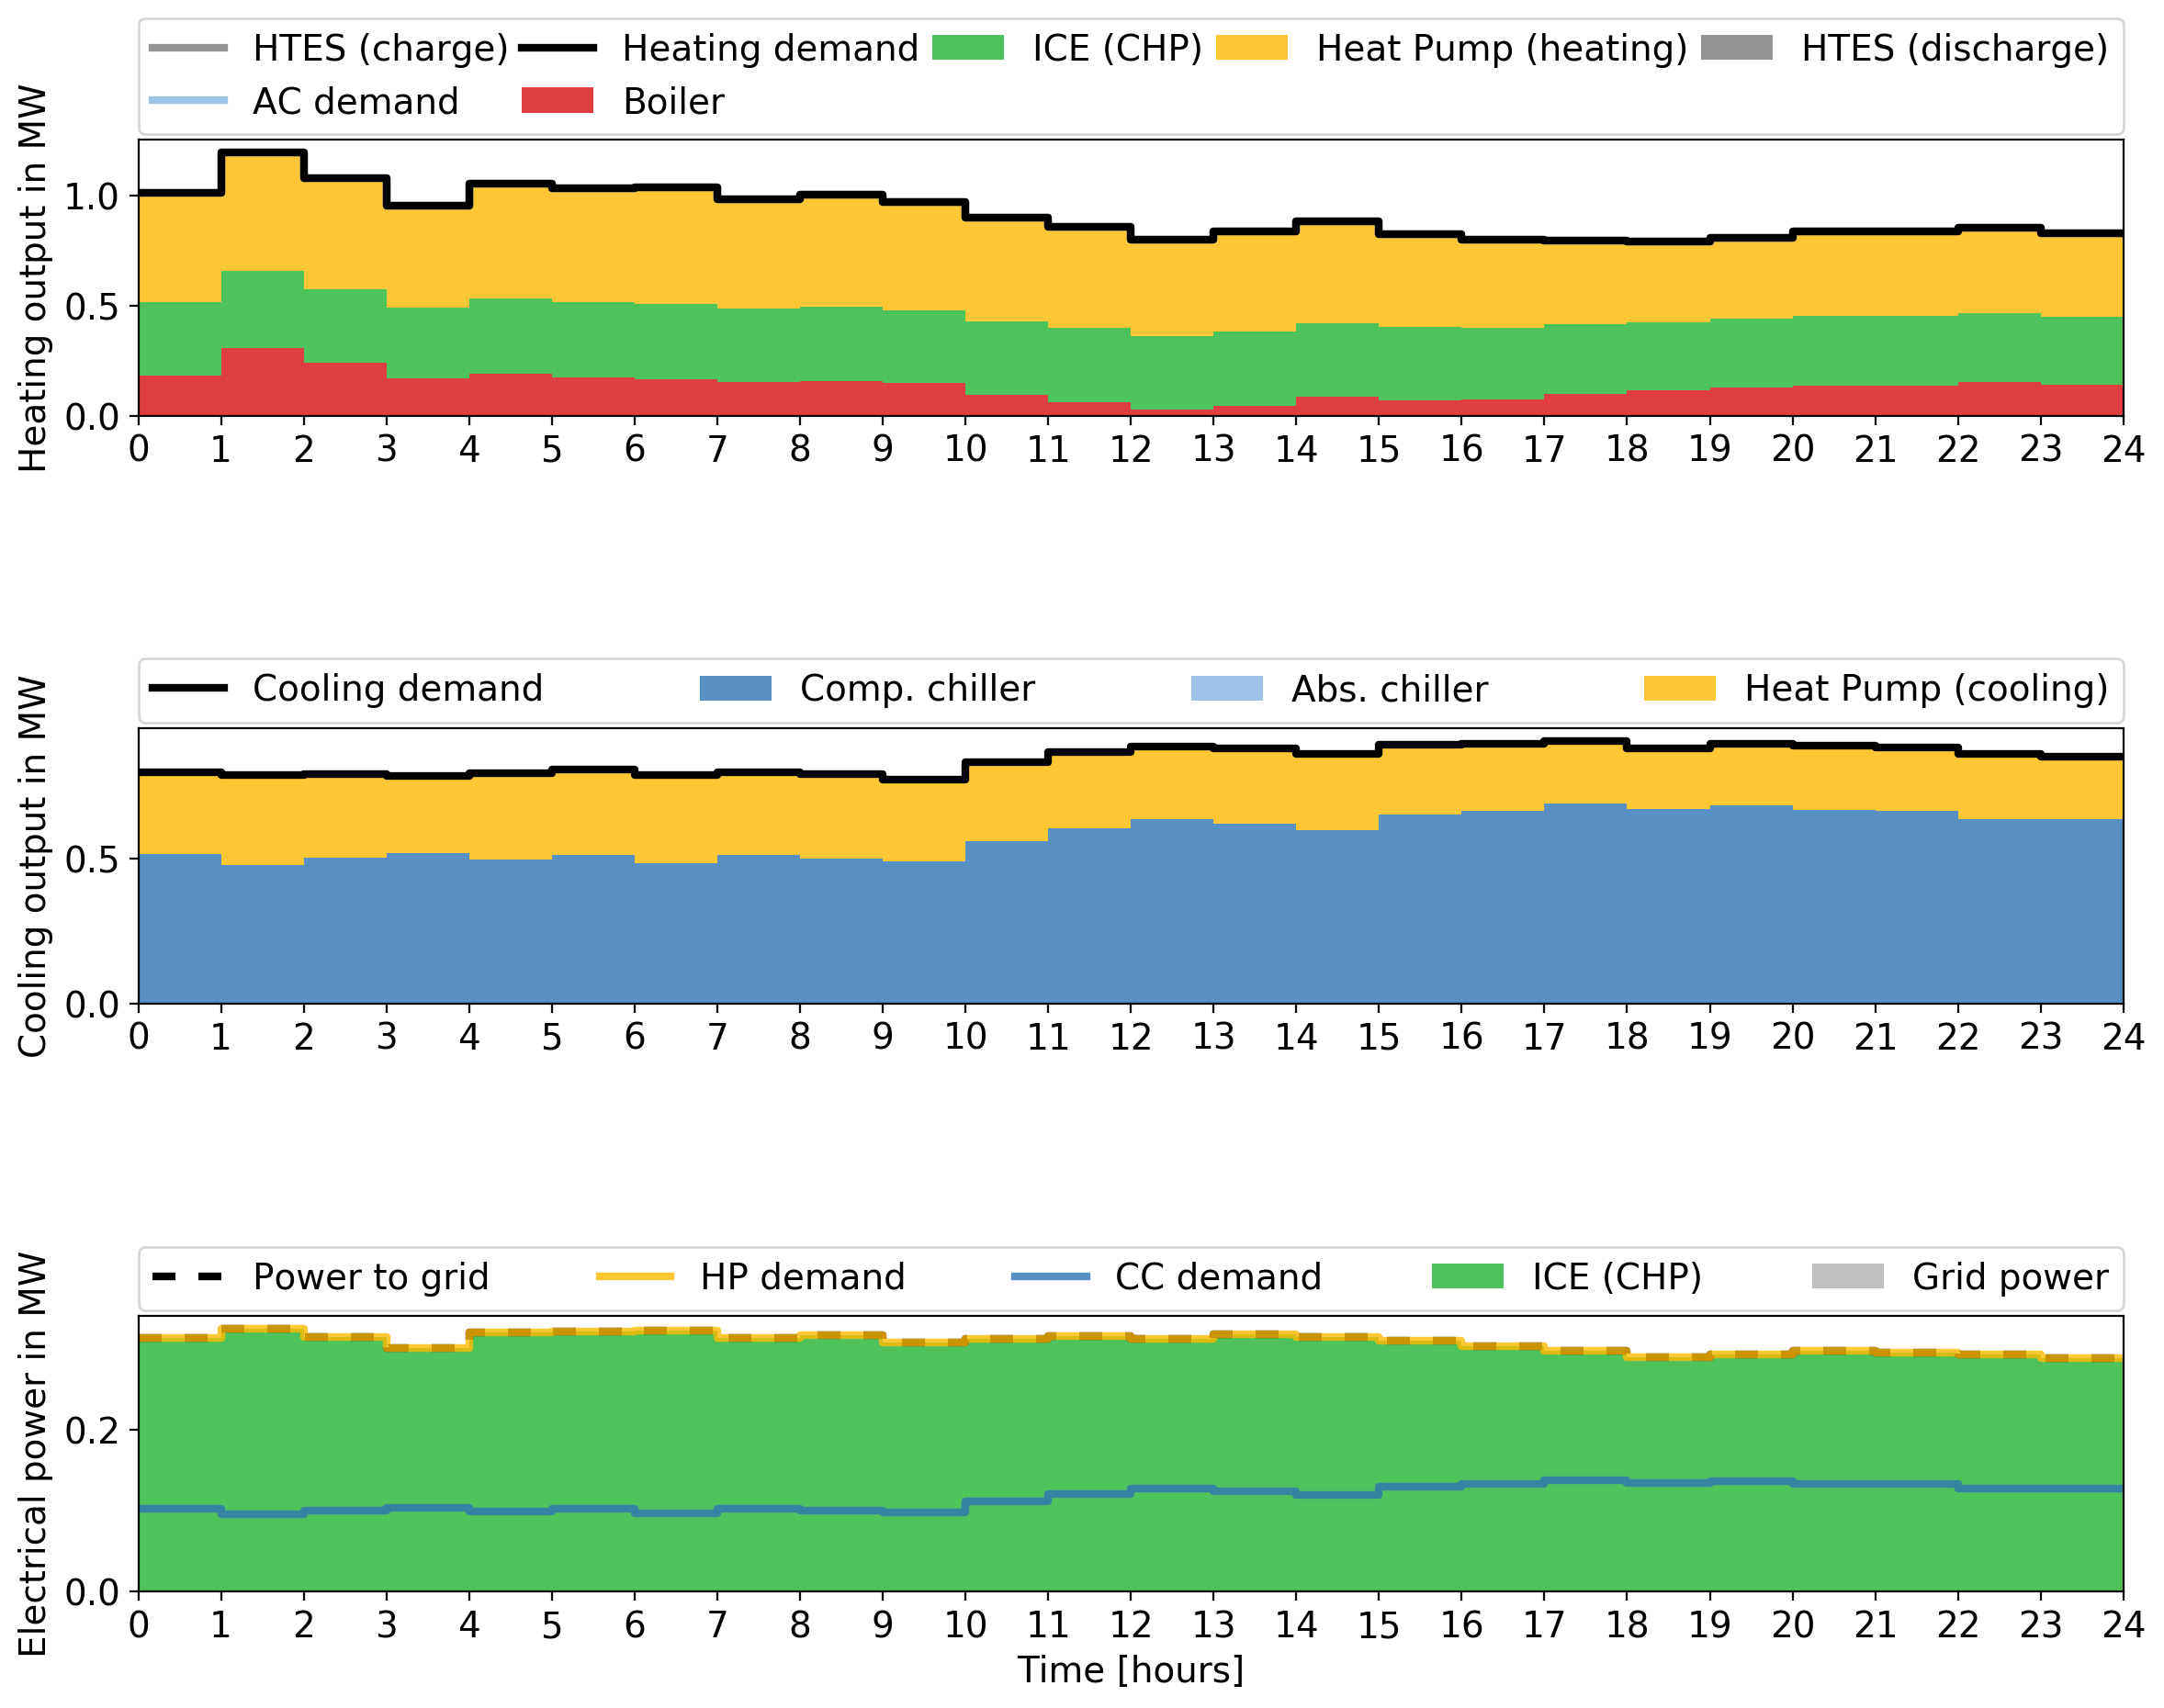 HTES (charge) Heating demand ICE (CHP) Heat Pump (heating) HTES (discharge)
AC demand Boiler
Heating output in MW
1.0
0.5
0.0
0 1 2 3 4 5 6 7 8 9 10 11 12 13 14 15 16 17 18 19 20 21 22 23 24
Cooling demand Comp. chiller Abs. chiller Heat Pump (cooling)
Cooling output in MW
0.5
0.0
0 1 2 3 4 5 6 7 8 9 10 11 12 13 14 15 16 17 18 19 20 21 22 23 24
Power to grid HP demand CC demand ICE (CHP) Grid power
Electrical power in MW
0.2
0.0
0 1 2 3 4 5 6 7 8 9 10 11 12 13 14 15 16 17 18 19 20 21 22 23 24
Time [hours]